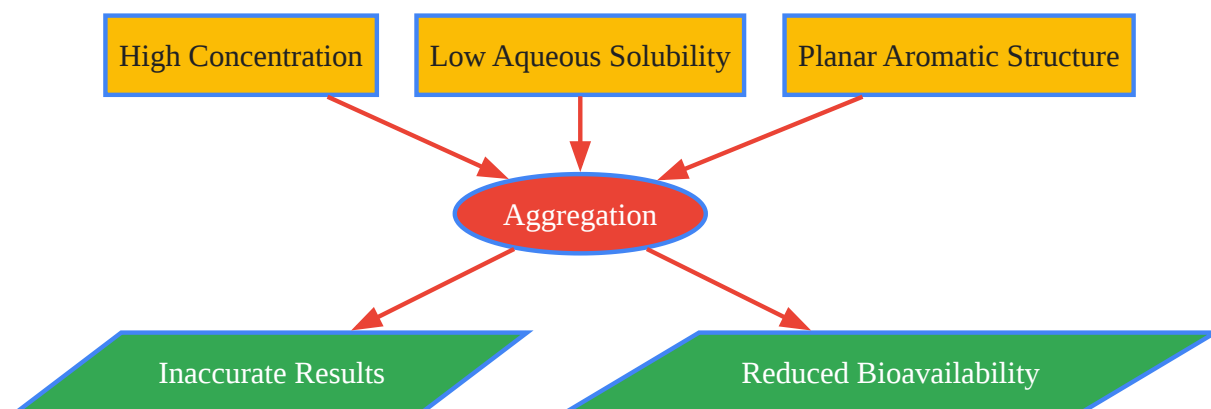 High Concentration
Low Aqueous Solubility
Planar Aromatic Structure
Aggregation
Inaccurate Results
Reduced Bioavailability